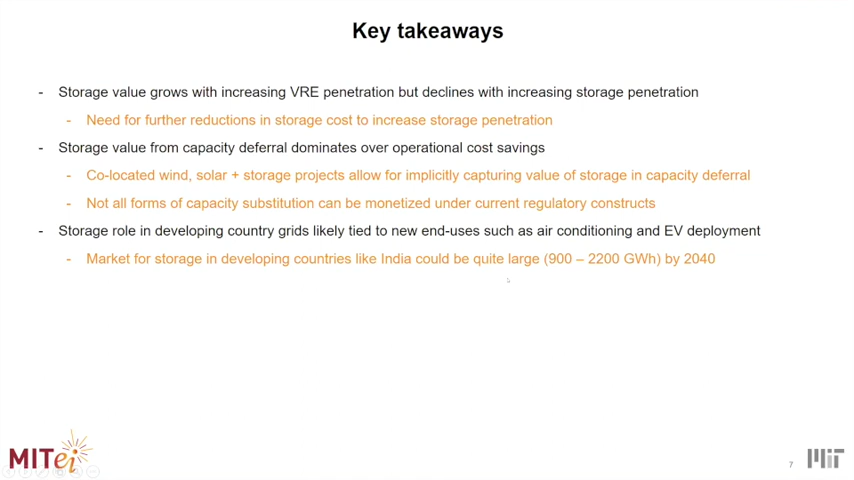 Key takeaways
- Storage value grows with increasing VRE penetration but declines with increasing storage penetration
- Need for further reductions in storage cost to increase storage penetration
- Storage value from capacity deferral dominates over operational cost savings
- Co-located wind, solar + storage projects allow for implicitly capturing value of storage in capacity deferral
- Not all forms of capacity substitution can be monetized under current regulatory constructs
- Storage role in developing country grids likely tied to new end-uses such as air conditioning and EV deployment
- Market for storage in developing countries like India could be quite large (900 – 2200 GWh) by 2040
MITei
7
MIT